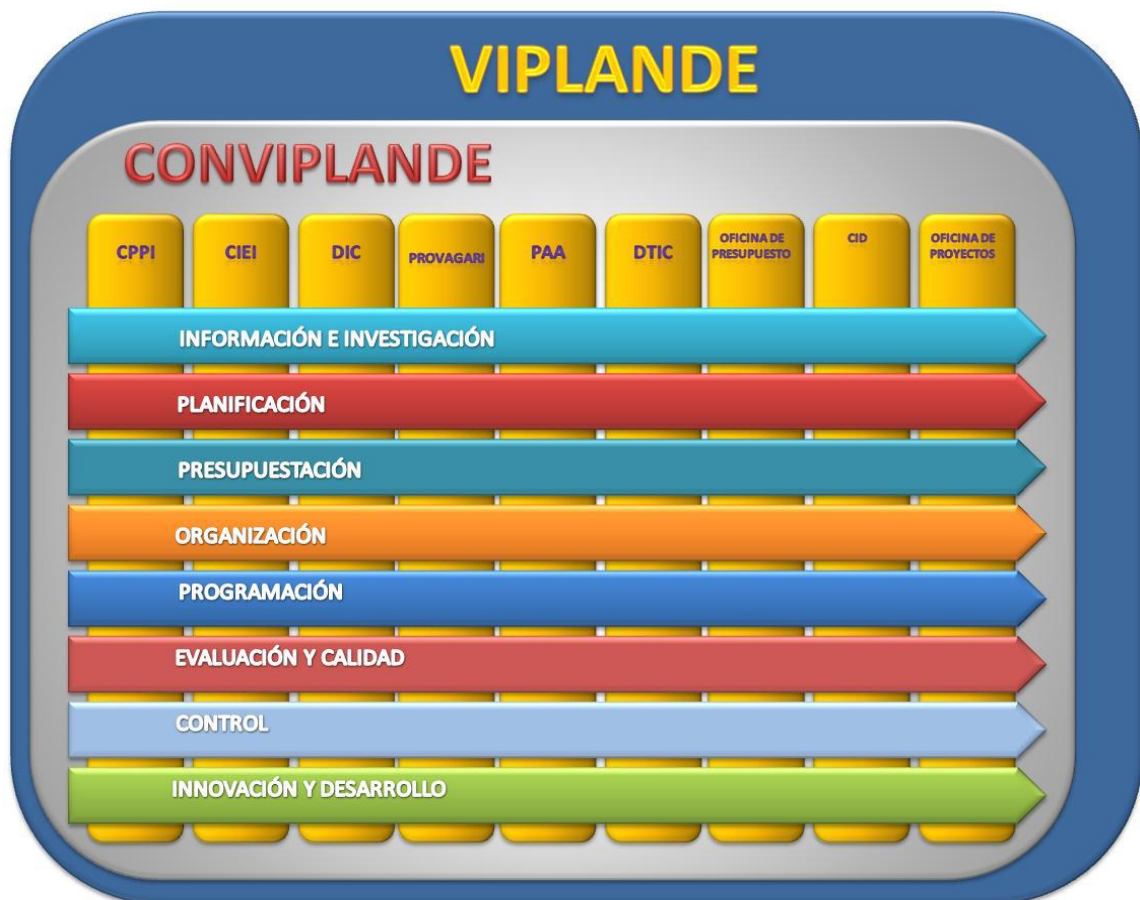 VIPLANDE
CONVIPLANDE
CPPI
CIEI
DIC
PROVAGARI
PAA
DTIC
OFICINA DE
PRESUPUESTO
CID
OFICINA DE
PROYECTOS
INFORMACIÓN E INVESTIGACIÓN
PLANIFICACIÓN
PRESUPUESTACIÓN
ORGANIZACIÓN
PROGRAMACIÓN
EVALUACIÓN Y CALIDAD
CONTROL
INNOVACIÓN Y DESARROLLO